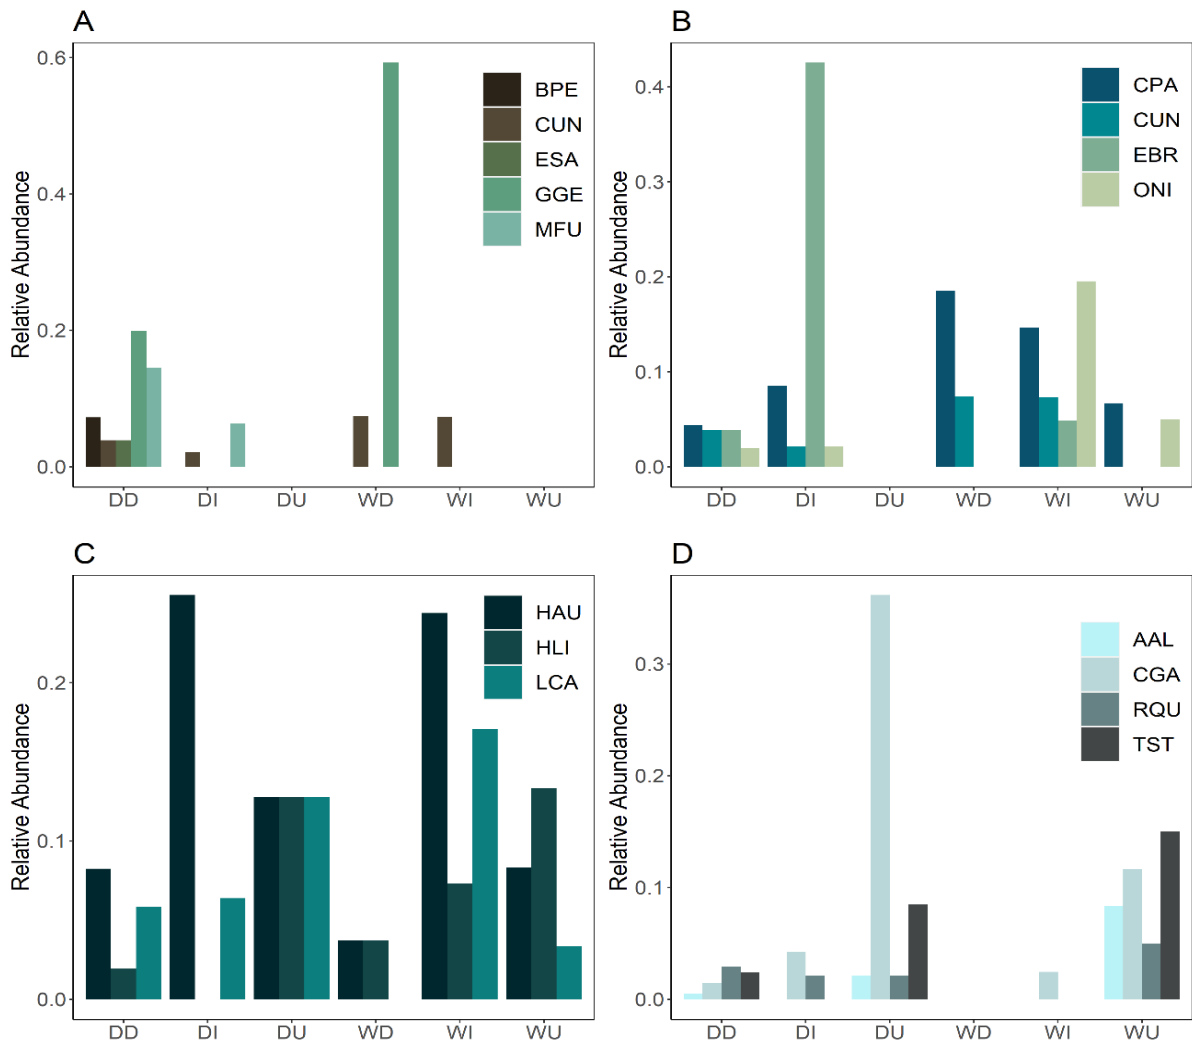 A
0.6
0.4
0.2
0.0
Relative Abundance
BPE
CUN
ESA
GGE
MFU
DD DI DU WD WI WU
B
0.4
0.3
0.2
0.1
0.0
Relative Abundance
CPA
CUN
EBR
ONI
DD DI DU WD WI WU
C
0.2
0.1
0.0
Relative Abundance
HAU
HLI
LCA
DD DI DU WD WI WU
D
0.3
0.2
0.1
0.0
Relative Abundance
AAL
CGA
RQU
TST
DD DI DU WD WI WU